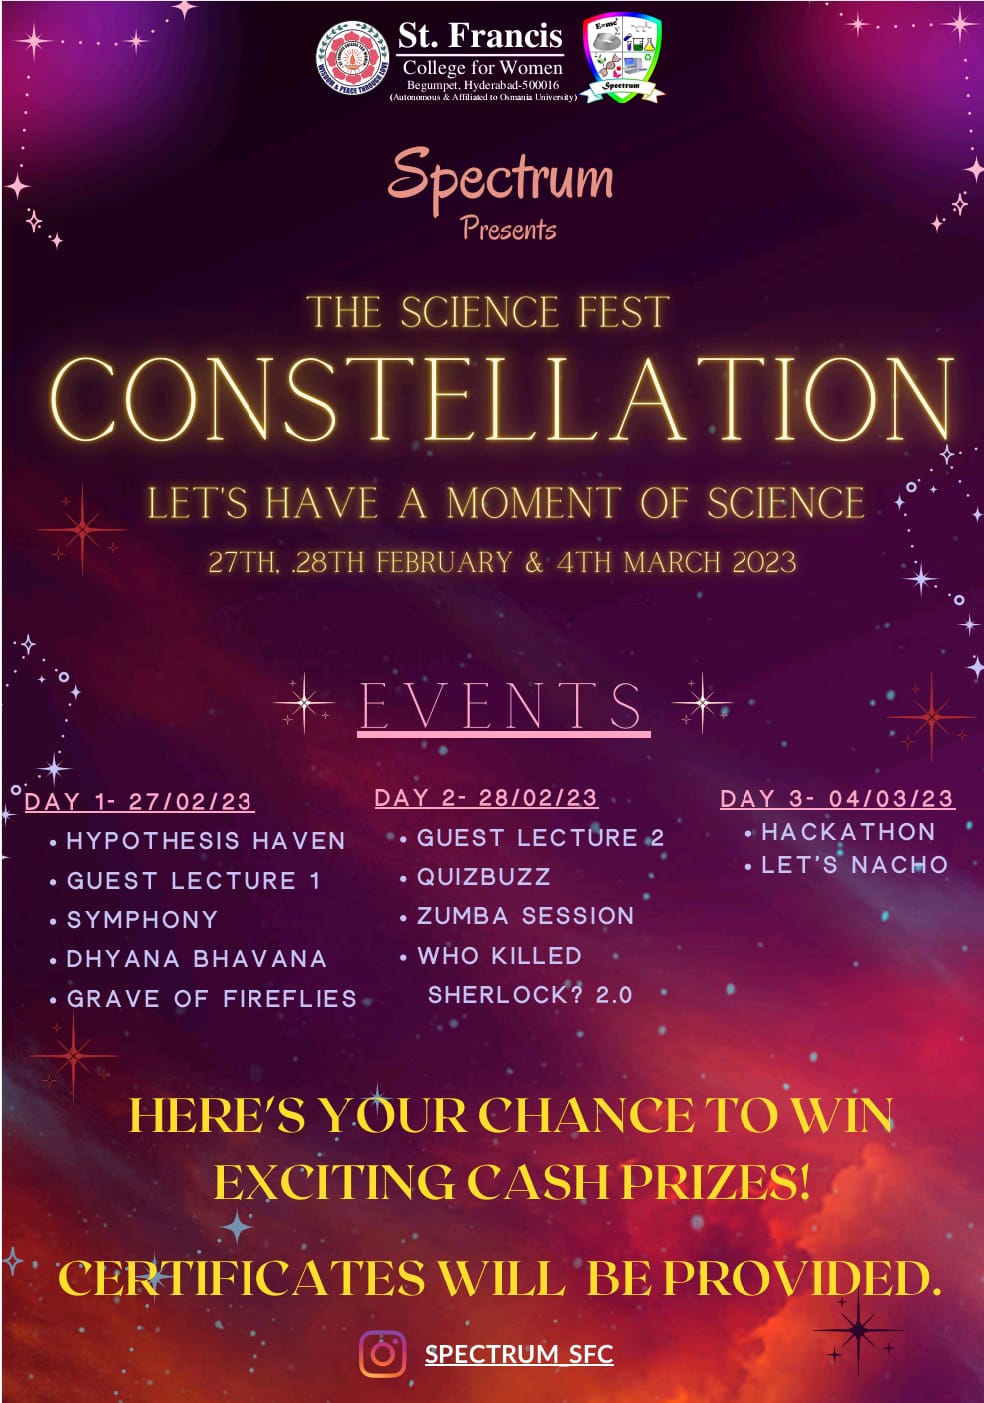 St. Francis
College for Women
Begumpet, Hyderabad-500016
(Autonomous & Affiliated to Osmania University)
WISDOM & PEACE THROUGH LOVE
E=mc²
Spectrum
Spectrum
Presents
THE SCIENCE FEST
CONSTELLATION
LET'S HAVE A MOMENT OF SCIENCE
27TH, .28TH FEBRUARY & 4TH MARCH 2023
EVENTS
DAY 1- 27/02/23
• HYPOTHESIS HAVEN
• GUEST LECTURE 1
• SYMPHONY
• DHYANA BHAVANA
• GRAVE OF FIREFLIES
DAY 2- 28/02/23
• GUEST LECTURE 2
• QUIZBUZZ
• ZUMBA SESSION
• WHO KILLED
SHERLOCK? 2.0
DAY 3- 04/03/23
• HACKATHON
• LET'S NACHO
HERE'S YOUR CHANCE TO WIN
EXCITING CASH PRIZES!
CERTIFICATES WILL BE PROVIDED.
SPECTRUM_SFC